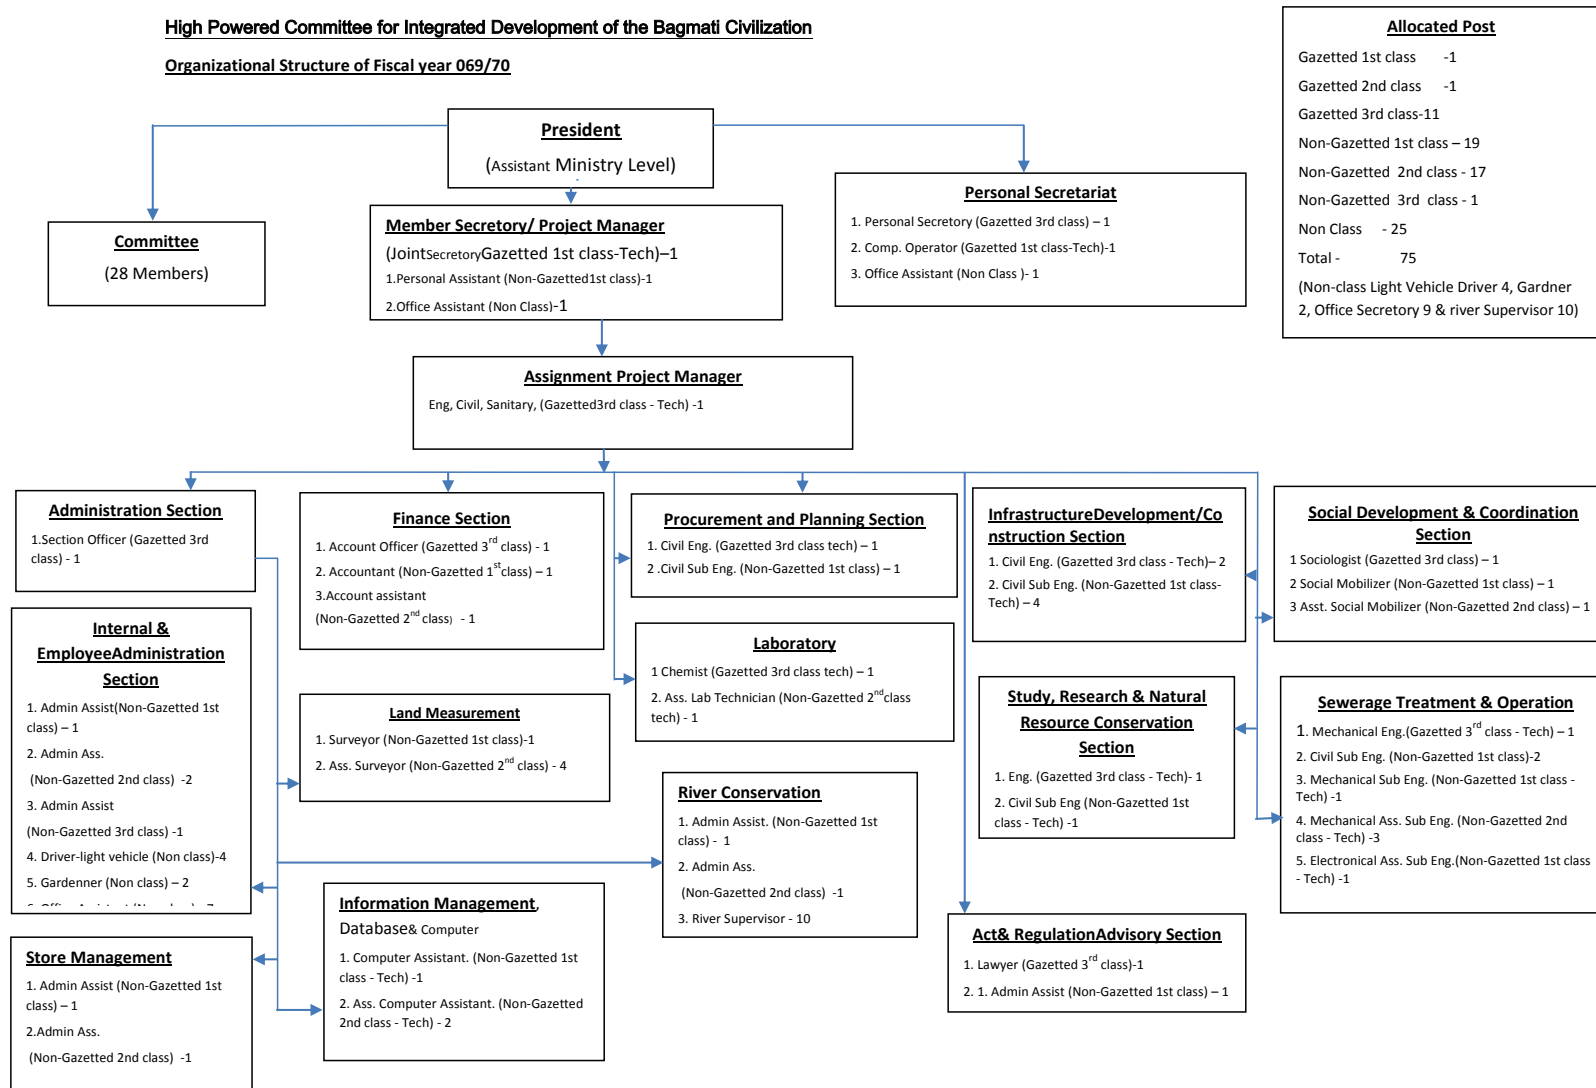 High Powered Committee for Integrated Development of the Bagmati Civilization
Organizational Structure of Fiscal year 069/70
Allocated Post
Gazetted 1st class -1
Gazetted 2nd class -1
Gazetted 3rd class-11
Non-Gazetted 1st class – 19
Non-Gazetted 2nd class - 17
Non-Gazetted 3rd class - 1
Non Class - 25
Total - 75
(Non-class Light Vehicle Driver 4, Gardner
2, Office Secretory 9 & river Supervisor 10)
President
(Assistant Ministry Level)
Committee
(28 Members)
Member Secretory/ Project Manager
(JointSecretoryGazetted 1st class-Tech)–1
1.Personal Assistant (Non-Gazetted1st class)-1
2.Office Assistant (Non Class)-1
Personal Secretariat
1. Personal Secretory (Gazetted 3rd class) – 1
2. Comp. Operator (Gazetted 1st class-Tech)-1
3. Office Assistant (Non Class )- 1
Assignment Project Manager
Eng, Civil, Sanitary, (Gazetted3rd class - Tech) -1
Administration Section
1.Section Officer (Gazetted 3rd
class) - 1
Finance Section
1. Account Officer (Gazetted 3rd class) - 1
2. Accountant (Non-Gazetted 1st class) – 1
3.Account assistant
(Non-Gazetted 2nd class) - 1
Procurement and Planning Section
1. Civil Eng. (Gazetted 3rd class tech) – 1
2 .Civil Sub Eng. (Non-Gazetted 1st class) – 1
InfrastructureDevelopment/Co
nstruction Section
1. Civil Eng. (Gazetted 3rd class - Tech)– 2
2. Civil Sub Eng. (Non-Gazetted 1st class-
Tech) – 4
Social Development & Coordination
Section
1 Sociologist (Gazetted 3rd class) – 1
2 Social Mobilizer (Non-Gazetted 1st class) – 1
3 Asst. Social Mobilizer (Non-Gazetted 2nd class) – 1
Internal &
EmployeeAdministration
Section
1. Admin Assist(Non-Gazetted 1st
class) – 1
2. Admin Ass.
(Non-Gazetted 2nd class) -2
3. Admin Assist
(Non-Gazetted 3rd class) -1
4. Driver-light vehicle (Non class)-4
5. Gardenner (Non class) – 2
Land Measurement
1. Surveyor (Non-Gazetted 1st class)-1
2. Ass. Surveyor (Non-Gazetted 2nd class) - 4
Laboratory
1 Chemist (Gazetted 3rd class tech) – 1
2. Ass. Lab Technician (Non-Gazetted 2nd class
tech) - 1
Study, Research & Natural
Resource Conservation
Section
1. Eng. (Gazetted 3rd class - Tech)- 1
2. Civil Sub Eng (Non-Gazetted 1st
class - Tech) -1
Sewerage Treatment & Operation
1. Mechanical Eng.(Gazetted 3rd class - Tech) – 1
2. Civil Sub Eng. (Non-Gazetted 1st class)-2
3. Mechanical Sub Eng. (Non-Gazetted 1st class -
Tech) -1
4. Mechanical Ass. Sub Eng. (Non-Gazetted 2nd
class - Tech) -3
5. Electronical Ass. Sub Eng.(Non-Gazetted 1st class
- Tech) -1
River Conservation
1. Admin Assist. (Non-Gazetted 1st
class) - 1
2. Admin Ass.
(Non-Gazetted 2nd class) -1
3. River Supervisor - 10
Information Management,
Database& Computer
1. Computer Assistant. (Non-Gazetted 1st
class - Tech) -1
2. Ass. Computer Assistant. (Non-Gazetted
2nd class - Tech) - 2
Act& RegulationAdvisory Section
1. Lawyer (Gazetted 3rd class)-1
2. 1. Admin Assist (Non-Gazetted 1st class) – 1
Store Management
1. Admin Assist (Non-Gazetted 1st
class) – 1
2.Admin Ass.
(Non-Gazetted 2nd class) -1